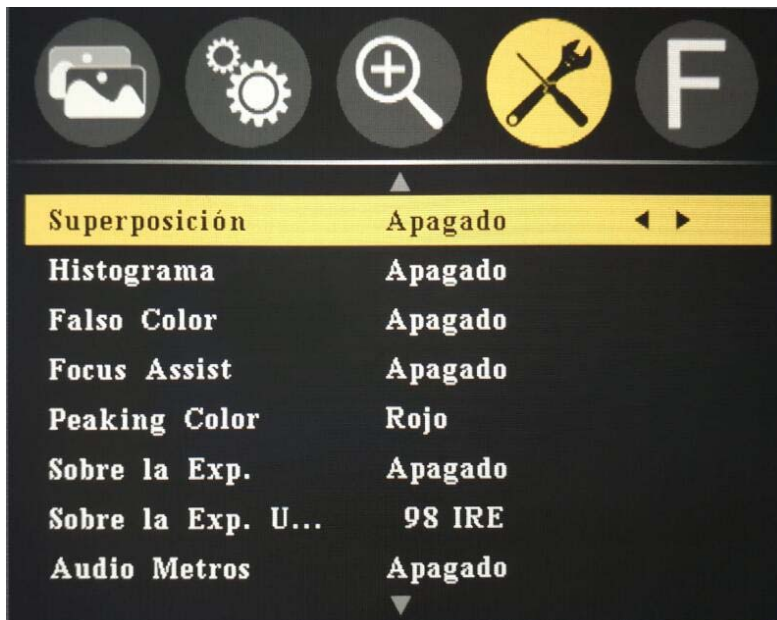 F
Superposición Apagado
Histograma Apagado
Falso Color Apagado
Focus Assist Apagado
Peaking Color Rojo
Sobre la Exp. Apagado
Sobre la Exp. U... 98 IRE
Audio Metros Apagado